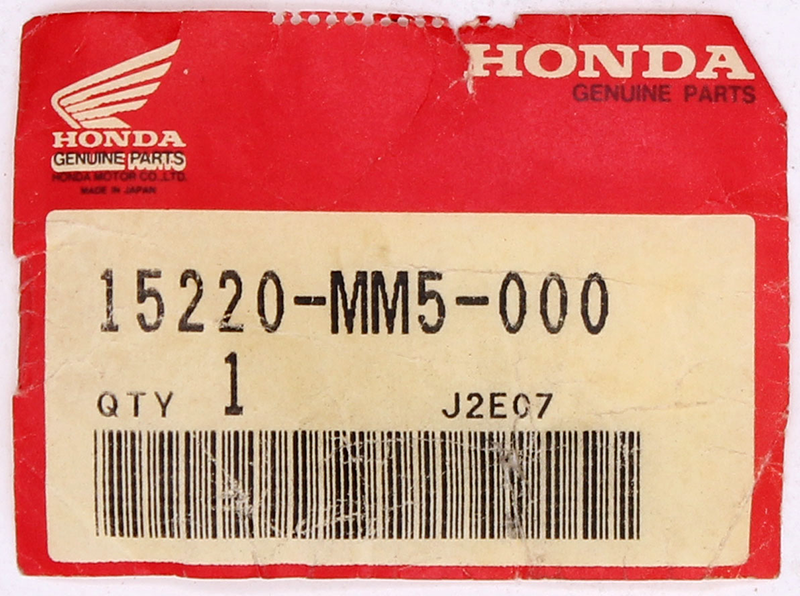 HONDA
GENUINE PARTS
HONDA
GENUINE PARTS
HONDA MOTOR CO.,LTD.
MADE IN JAPAN
15220-MM5-000
QTY 1 J2E07